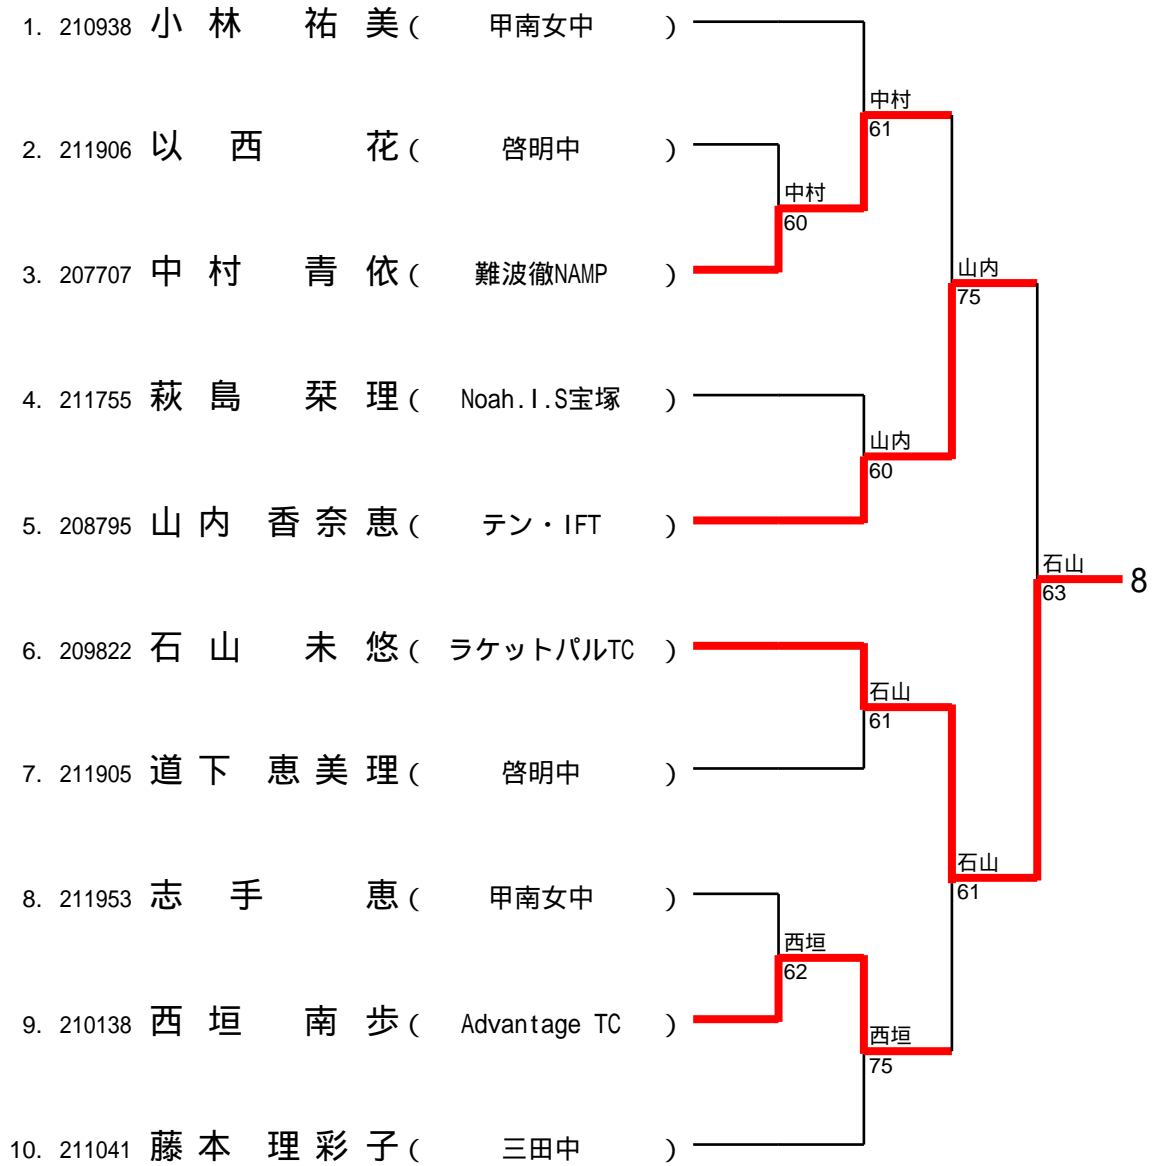 1. 210938 小林 祐美 ( 甲南女中 )
中村
61
2. 211906 以西 花 ( 啓明中 )
中村
60
3. 207707 中村 青依 ( 難波徹NAMP )
山内
75
4. 211755 萩島 栞理 ( Noah.I.S宝塚 )
山内
60
5. 208795 山内 香奈恵 ( テン・IFT )
石山
63
8
6. 209822 石山 未悠 ( ラケットパルTC )
石山
61
7. 211905 道下 恵美理 ( 啓明中 )
石山
61
8. 211953 志手 恵 ( 甲南女中 )
西垣
62
9. 210138 西垣 南歩 ( Advantage TC )
西垣
75
10. 211041 藤本 理彩子 ( 三田中 )